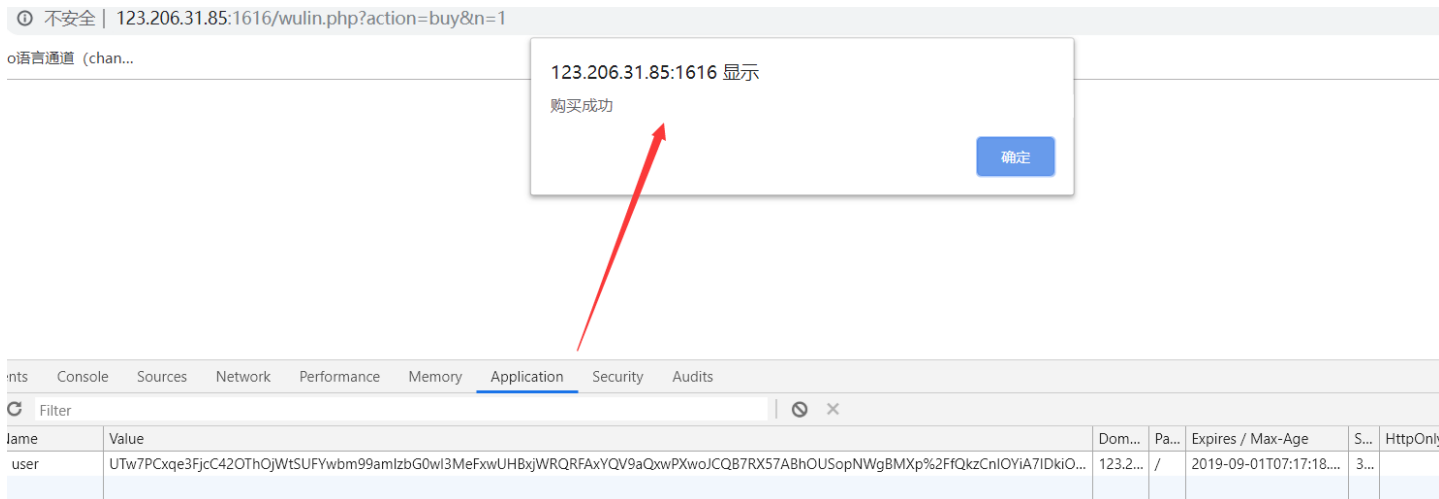 不安全 | 123.206.31.85:1616/wulin.php?action=buy&n=1
o语言通道（chan...
123.206.31.85:1616 显示
购买成功
确定
ents Console Sources Network Performance Memory Application Security Audits
Filter
Name Value Dom... Pa... Expires / Max-Age S... HttpOnly
user UTw7PCxqe3FjcC42OThOjWtSUFYwbm99amIzbG0wI3MeFxwUHBxjWRQRFAxYQV9aQxwPXwoJCQB7RX57ABhOUSopNWgBMXp%2FfQkzCnIOYiA7IDkiO... 123.2... / 2019-09-01T07:17:18.... 3...